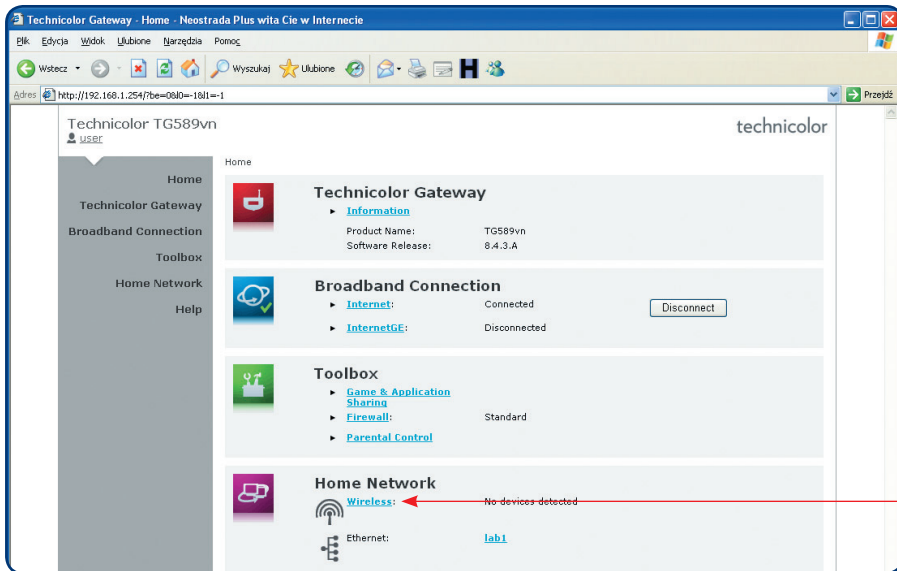 Technicolor Gateway - Home - Neostrada Plus wita Cie w Internecie
Plik Edycja Widok Ulubione Narzędzia Pomoc
Wstecz Wyszukaj Ulubione
Adres http://192.168.1.254/?be=0&l0=-1&l1=-1 Przejdź
Technicolor TG589vn
technicolor
user
Home
Home
Technicolor Gateway
Broadband Connection
Toolbox
Home Network
Help
Technicolor Gateway
Information
Product Name: TG589vn
Software Release: 8.4.3.A
Broadband Connection
Internet: Connected Disconnect
InternetGE: Disconnected
Toolbox
Game & Application
Sharing
Firewall: Standard
Parental Control
Home Network
Wireless: No devices detected
Ethernet: lab1